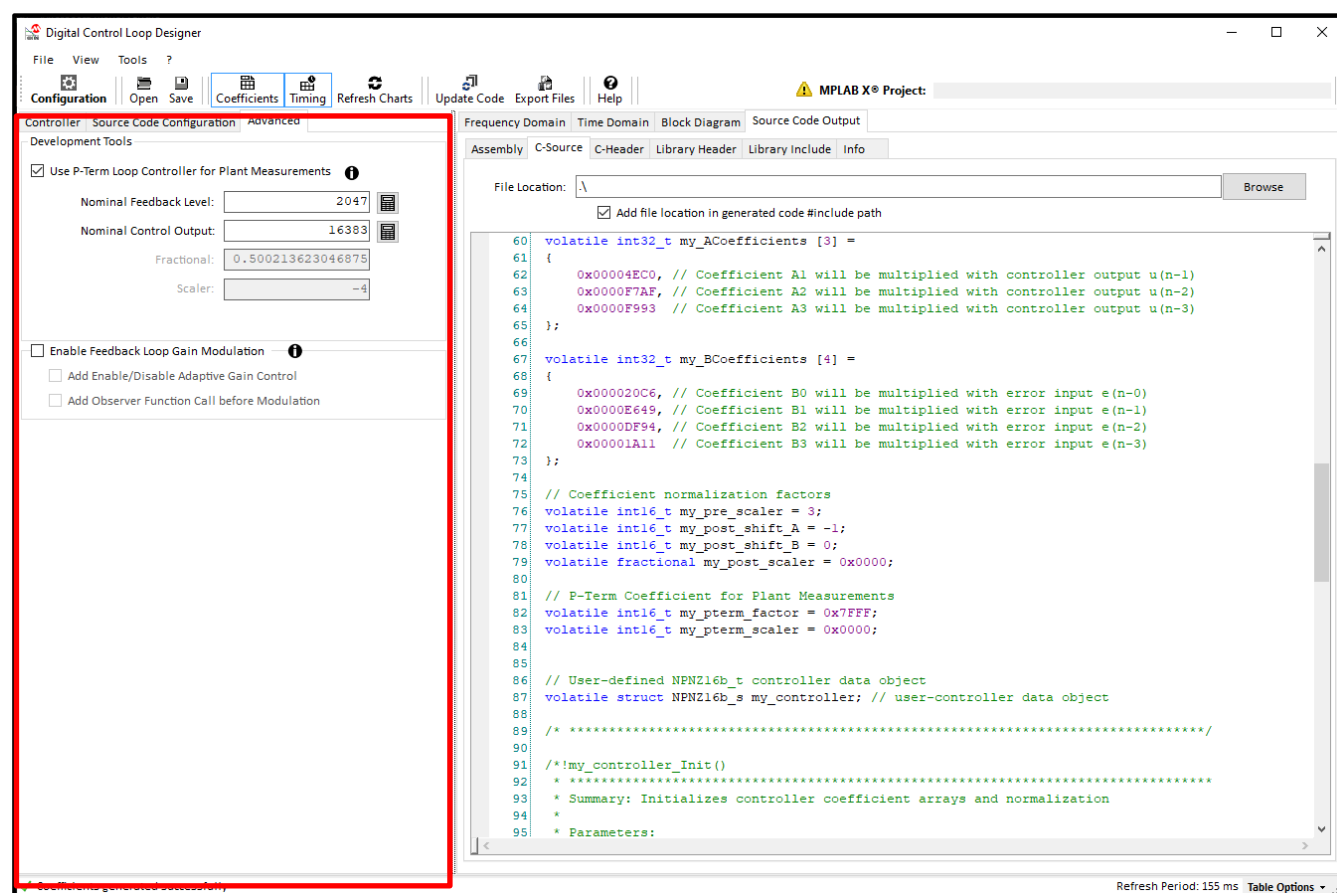 Digital Control Loop Designer
File View Tools ?
Configuration Open Save Coefficients Timing Refresh Charts Update Code Export Files Help MPLAB X® Project:
Controller Source Code Configuration Advanced
Development Tools
Use P-Term Loop Controller for Plant Measurements
Nominal Feedback Level: 2047
Nominal Control Output: 16383
Fractional: 0.500213623046875
Scaler: -4
Enable Feedback Loop Gain Modulation
Add Enable/Disable Adaptive Gain Control
Add Observer Function Call before Modulation
Frequency Domain Time Domain Block Diagram Source Code Output
Assembly C-Source C-Header Library Header Library Include Info
File Location: .\ Browse
Add file location in generated code #include path
60 volatile int32_t my_ACoefficients [3] =
61 {
62 0x00004EC0, // Coefficient A1 will be multiplied with controller output u(n-1)
63 0x0000F7AF, // Coefficient A2 will be multiplied with controller output u(n-2)
64 0x0000F993 // Coefficient A3 will be multiplied with controller output u(n-3)
65 };
66
67 volatile int32_t my_BCoefficients [4] =
68 {
69 0x000020C6, // Coefficient B0 will be multiplied with error input e(n-0)
70 0x0000E649, // Coefficient B1 will be multiplied with error input e(n-1)
71 0x0000DF94, // Coefficient B2 will be multiplied with error input e(n-2)
72 0x00001A11 // Coefficient B3 will be multiplied with error input e(n-3)
73 };
74
75 // Coefficient normalization factors
76 volatile int16_t my_pre_scaler = 3;
77 volatile int16_t my_post_shift_A = -1;
78 volatile int16_t my_post_shift_B = 0;
79 volatile fractional my_post_scaler = 0x0000;
80
81 // P-Term Coefficient for Plant Measurements
82 volatile int16_t my_pterm_factor = 0x7FFF;
83 volatile int16_t my_pterm_scaler = 0x0000;
84
85
86 // User-defined NPNZ16b_t controller data object
87 volatile struct NPNZ16b_s my_controller; // user-controller data object
88
89 /* ********************************************************************************/
90
91 /*!my_controller_Init()
92 * *********************************************************************************
93 * Summary: Initializes controller coefficient arrays and normalization
94 *
95 * Parameters:
Coefficients generated successfully
Refresh Period: 155 ms Table Options